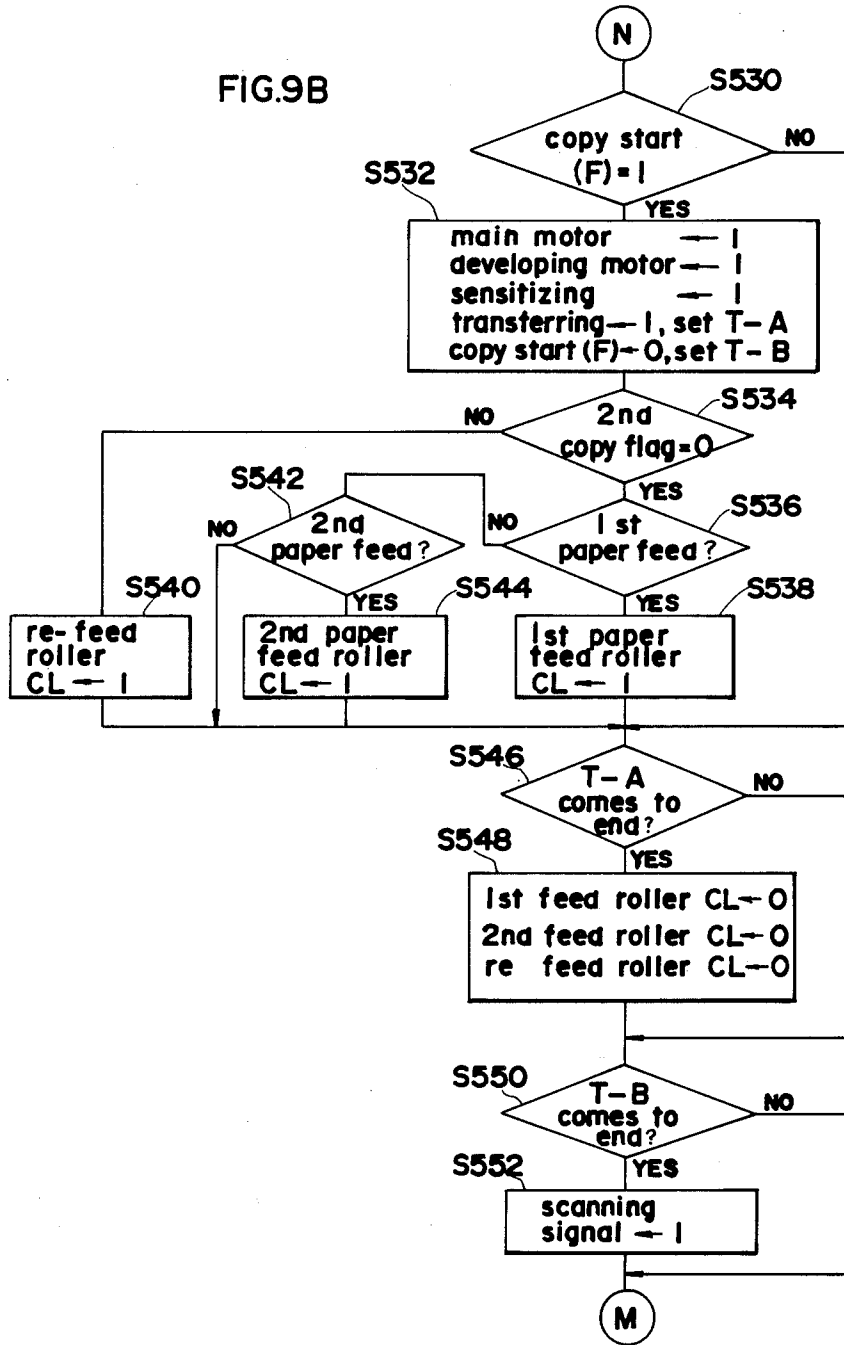 N
FIG.9B
S530
copy start
(F)=1
NO
YES
S532
main motor ← 1
developing motor ← 1
sensitizing ← 1
transferring ← 1, set T-A
copy start (F) ← 0, set T-B
S534
2nd
copy flag=0
NO
YES
S536
1st
paper feed?
NO
YES
S542
2nd
paper feed?
NO
YES
S540
re-feed
roller
CL ← 1
S544
2nd paper
feed roller
CL ← 1
S538
1st paper
feed roller
CL ← 1
S546
T-A
comes to
end?
NO
YES
S548
1st feed roller CL←0
2nd feed roller CL←0
re feed roller CL←0
S550
T-B
comes to
end?
NO
YES
S552
scanning
signal ← 1
M